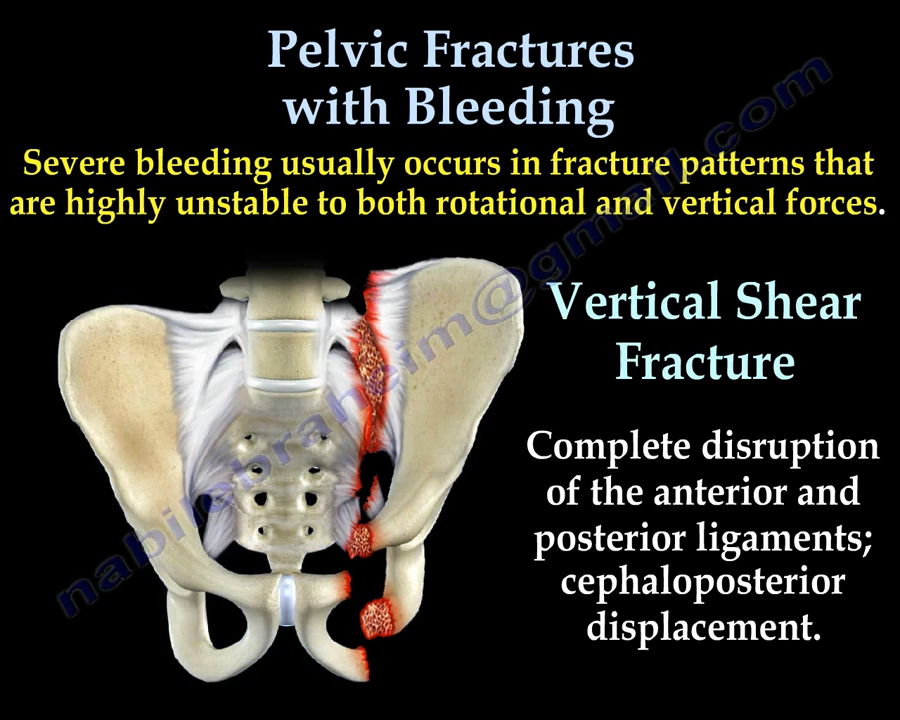 Pelvic Fractures
with Bleeding
Severe bleeding usually occurs in fracture patterns that
are highly unstable to both rotational and vertical forces.
Vertical Shear
Fracture
Complete disruption
of the anterior and
posterior ligaments;
cephaloposterior
displacement.
nabilebraheim@gmail.com